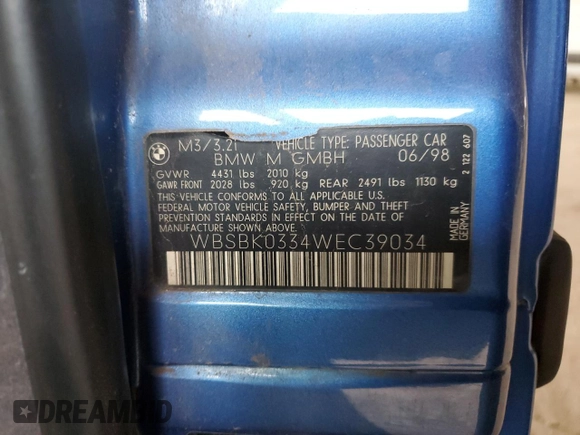 BMW
M3/3.2l VEHICLE TYPE: PASSENGER CAR
BMW M GMBH 06/98
GVWR 4431 lbs 2010 kg
GAWR FRONT 2028 lbs 920 kg REAR 2491 lbs 1130 kg
THIS VEHICLE CONFORMS TO ALL APPLICABLE U.S.
FEDERAL MOTOR VEHICLE SAFETY, BUMPER AND THEFT
PREVENTION STANDARDS IN EFFECT ON THE DATE OF
MANUFACTURE SHOWN ABOVE.
WBSBK0334WEC39034
2 122 607
MADE IN
GERMANY
DREAMBID